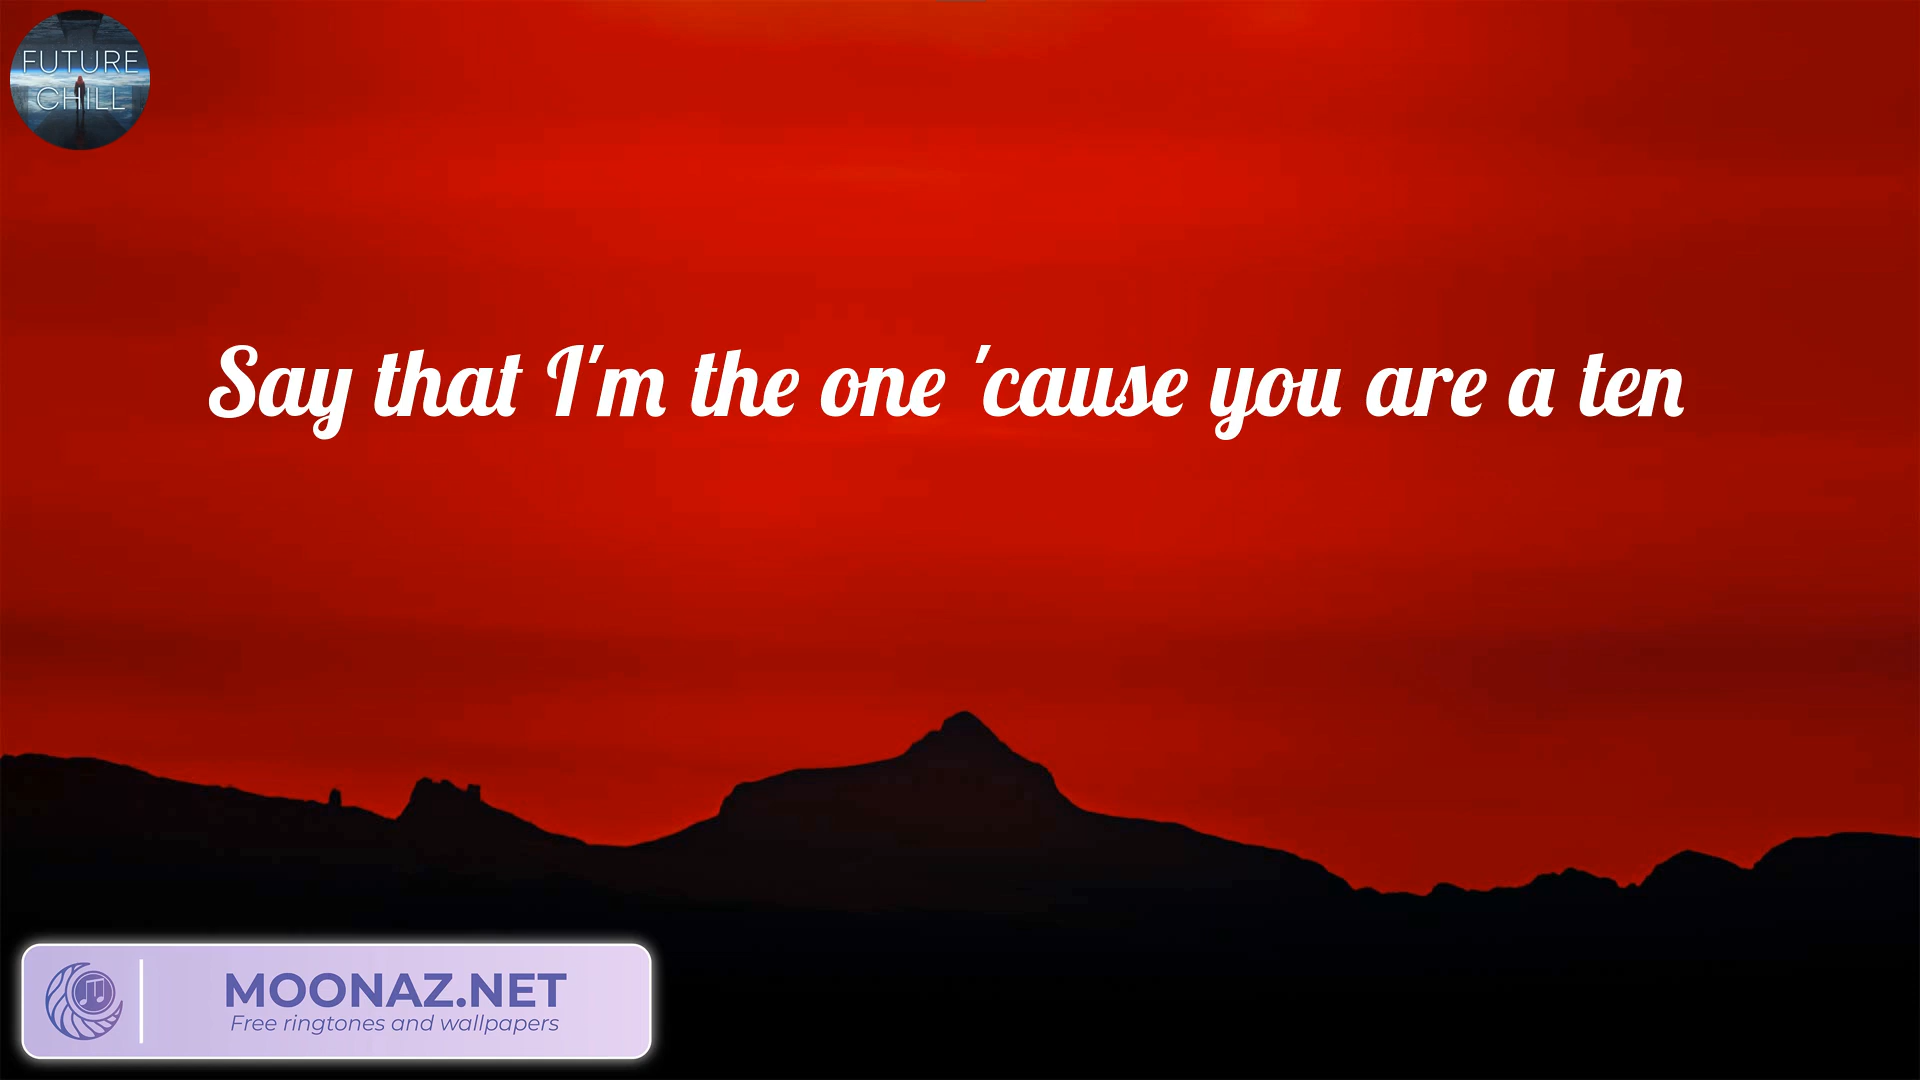 FUTURE
CHILL
Say that I'm the one 'cause you are a ten
MOONAZ.NET
Free ringtones and wallpapers